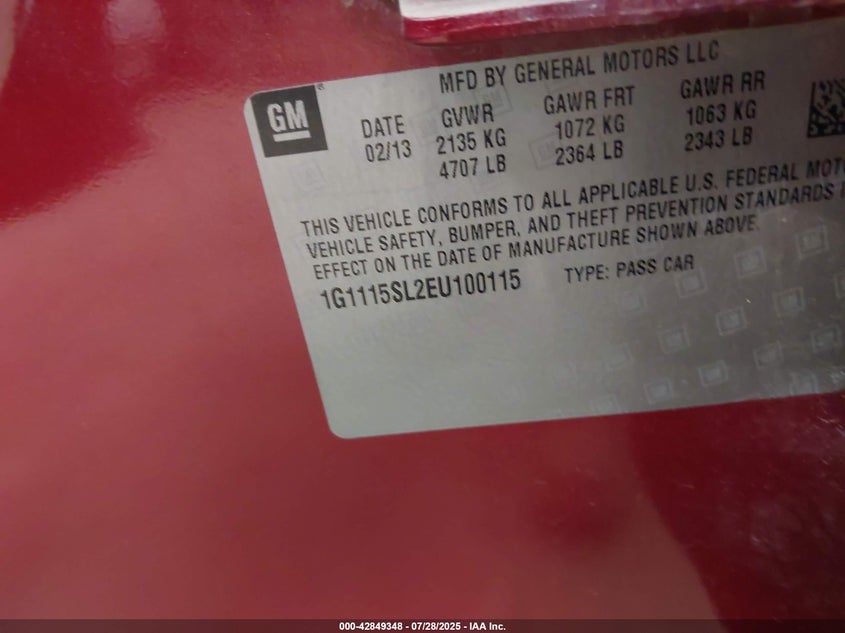 MFD BY GENERAL MOTORS LLC
GM®
DATE GVWR GAWR FRT GAWR RR
02/13 2135 KG 1072 KG 1063 KG
4707 LB 2364 LB 2343 LB
THIS VEHICLE CONFORMS TO ALL APPLICABLE U.S. FEDERAL
VEHICLE SAFETY, BUMPER, AND THEFT PREVENTION STANDARDS
EFFECT ON THE DATE OF MANUFACTURE SHOWN ABOVE.
1G1115SL2EU100115 TYPE: PASS CAR
000-42849348 - 07/28/2025 - IAA Inc.